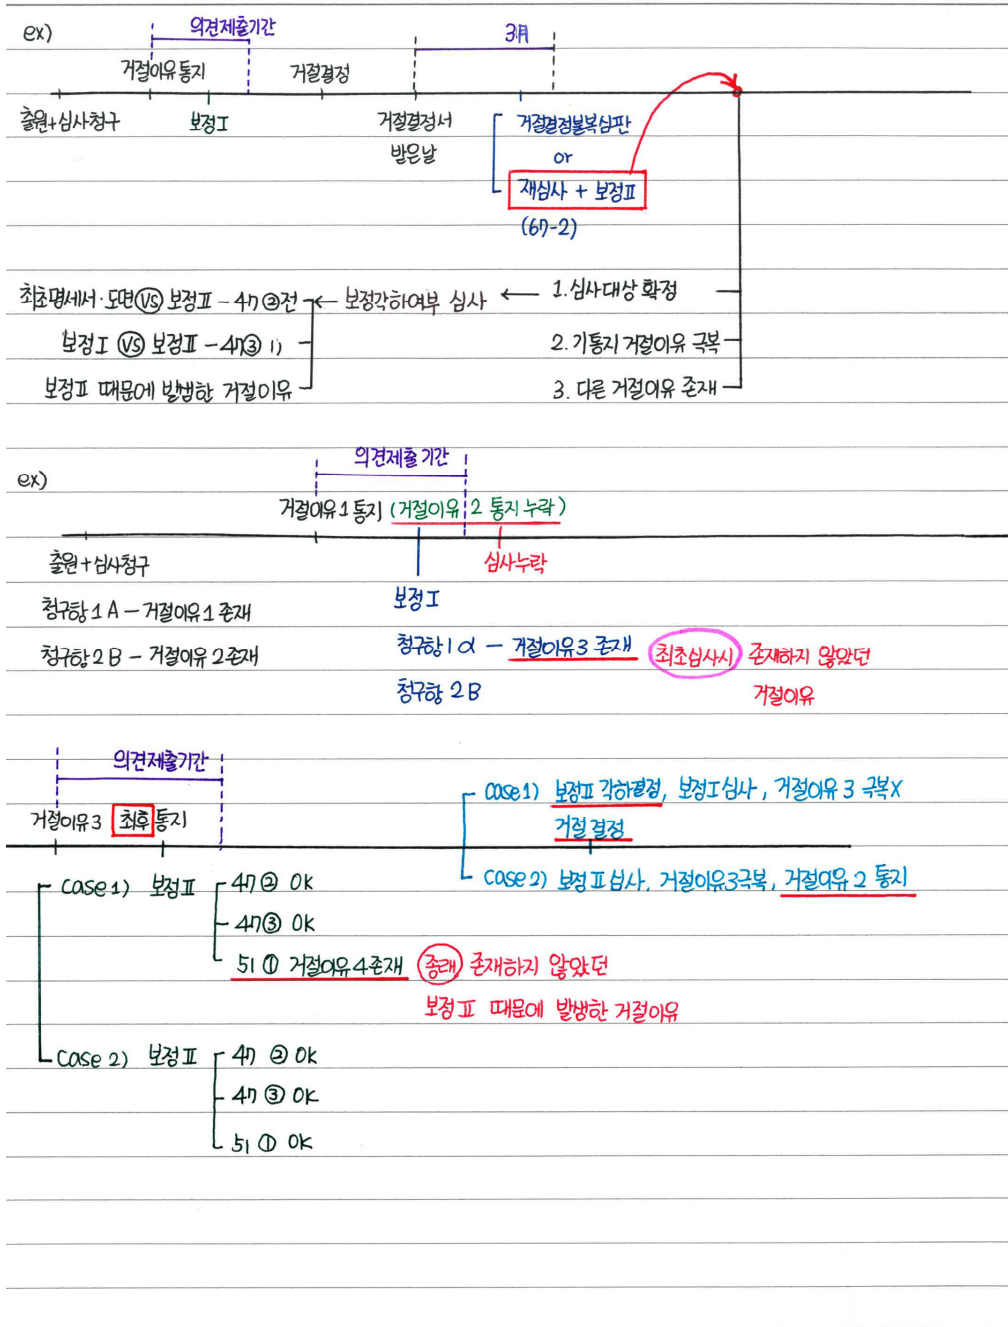 ex)
의견제출기간
3月
거절이유통지
거절결정
출원+심사청구
보정Ⅰ
거절결정서
받은날
거절결정불복심판
or
재심사 + 보정Ⅱ
(67-2)
최초명세서·도면 VS 보정Ⅱ - 47②전
보정각하여부 심사
1. 심사대상 확정
보정Ⅰ VS 보정Ⅱ - 47③ 1)
2. 기통지 거절이유 극복
보정Ⅱ 때문에 발생한 거절이유
3. 다른 거절이유 존재
ex)
의견제출기간
거절이유1통지 (거절이유2 통지누락)
출원+심사청구
심사누락
보정Ⅰ
청구항1 A - 거절이유1 존재
청구항2 B - 거절이유2 존재
청구항1 α - 거절이유3 존재
최초심사시 존재하지 않았던
거절이유
청구항 2 B
의견제출기간
거절이유3 최후통지
case1) 보정Ⅱ 각하결정, 보정Ⅰ심사, 거절이유3 극복X
거절결정
case2) 보정Ⅱ심사, 거절이유3극복, 거절이유2 통지
case1) 보정Ⅱ
47② OK
47③ OK
51① 거절이유4존재
종래 존재하지 않았던
보정Ⅱ 때문에 발생한 거절이유
case2) 보정Ⅱ
47② OK
47③ OK
51① OK